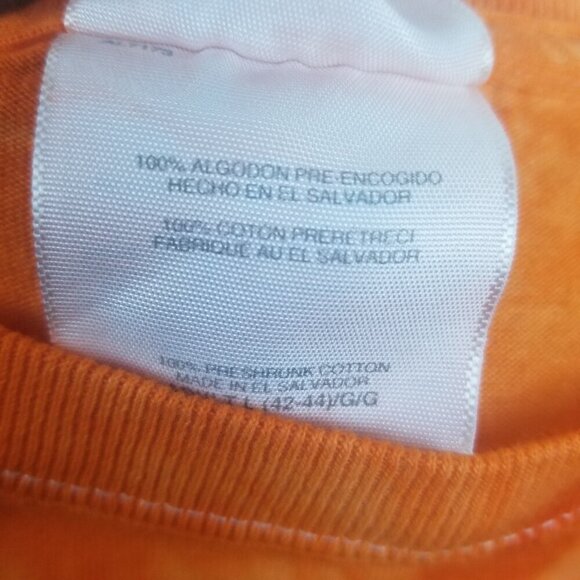 100% ALGODON PRE-ENCOGIDO
HECHO EN EL SALVADOR
100% COTON PRERETRECI
FABRIQUE AU EL SALVADOR
100% PRESHRUNK COTTON
MADE IN EL SALVADOR
L (42-44)/G/G